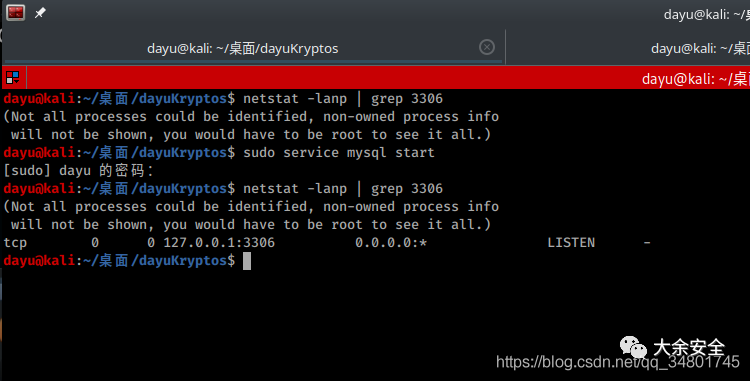 dayu@kali: ~/桌
dayu@kali: ~/桌面/dayuKryptos
dayu@kali: ~/桌
dayu@kali: ~/桌面
dayu@kali:~/桌面/dayuKryptos$ netstat -lanp | grep 3306
(Not all processes could be identified, non-owned process info
will not be shown, you would have to be root to see it all.)
dayu@kali:~/桌面/dayuKryptos$ sudo service mysql start
[sudo] dayu 的密码：
dayu@kali:~/桌面/dayuKryptos$ netstat -lanp | grep 3306
(Not all processes could be identified, non-owned process info
will not be shown, you would have to be root to see it all.)
tcp 0 0 127.0.0.1:3306 0.0.0.0:* LISTEN -
dayu@kali:~/桌面/dayuKryptos$
大余安全
https://blog.csdn.net/qq_34801745